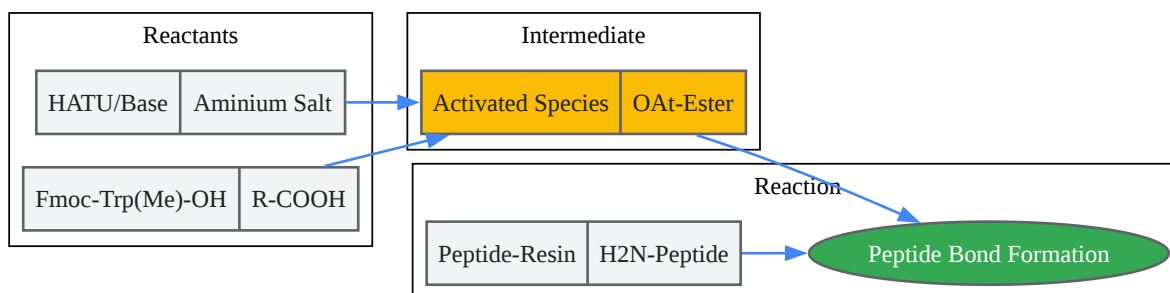 Reactants
HATU/Base
Aminium Salt
Fmoc-Trp(Me)-OH
R-COOH
Intermediate
Activated Species
OAt-Ester
Reaction
Peptide-Resin
H2N-Peptide
Peptide Bond Formation